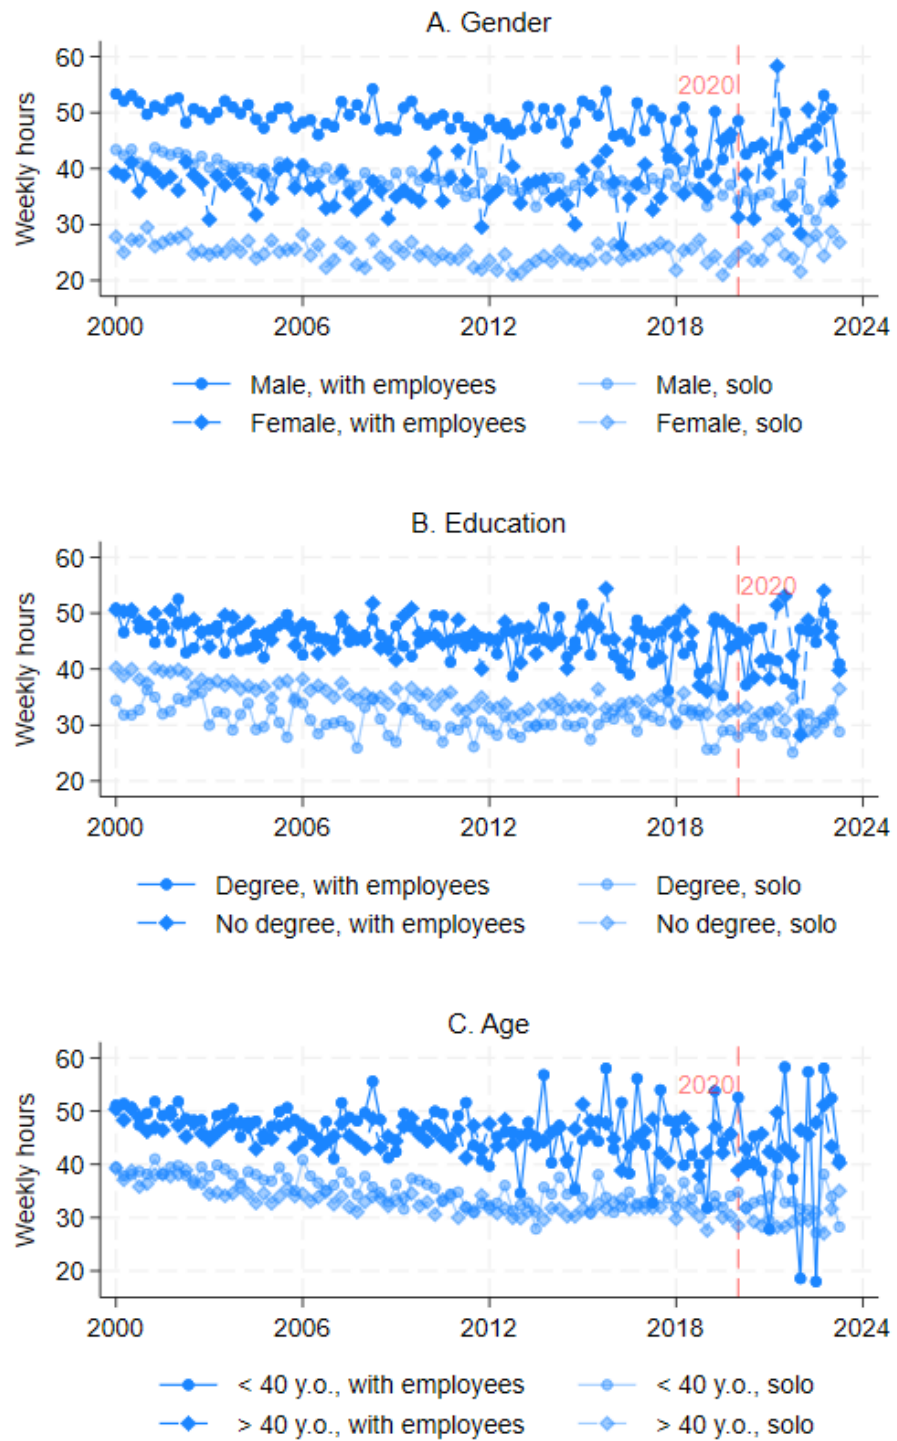 A. Gender
Weekly hours
60
50
40
30
20
2020
2000 2006 2012 2018 2024
Male, with employees Male, solo
Female, with employees Female, solo
B. Education
Weekly hours
60
50
40
30
20
2020
2000 2006 2012 2018 2024
Degree, with employees Degree, solo
No degree, with employees No degree, solo
C. Age
Weekly hours
60
50
40
30
20
2020
2000 2006 2012 2018 2024
< 40 y.o., with employees < 40 y.o., solo
> 40 y.o., with employees > 40 y.o., solo